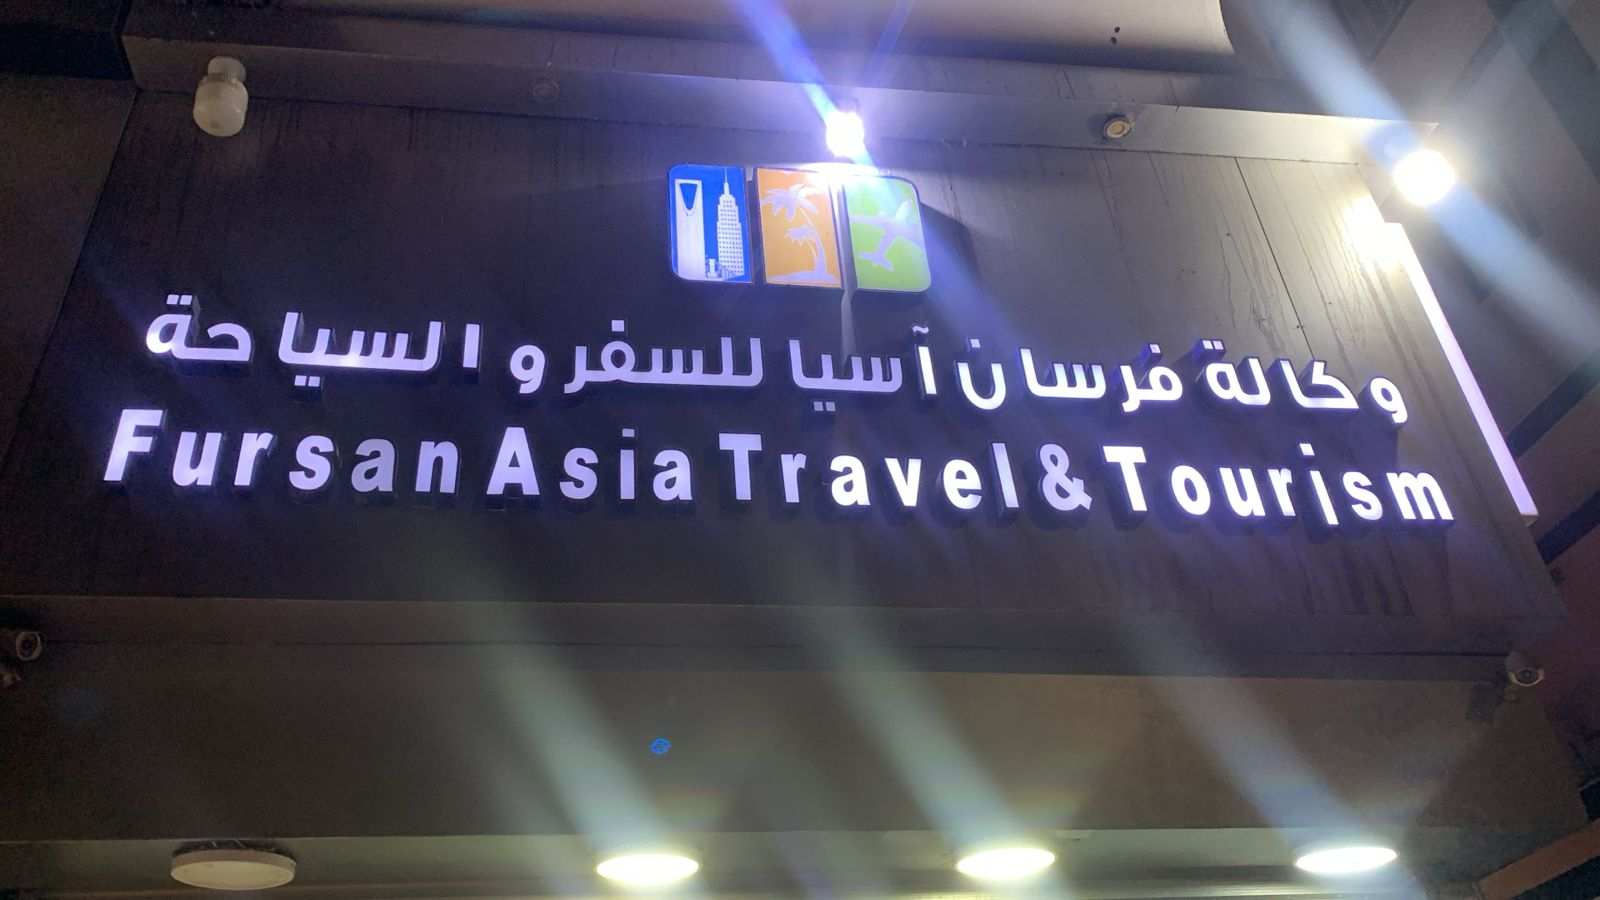 وكالة فرسان آسيا للسفر و السياحة
Fursan Asia Travel & Tourism